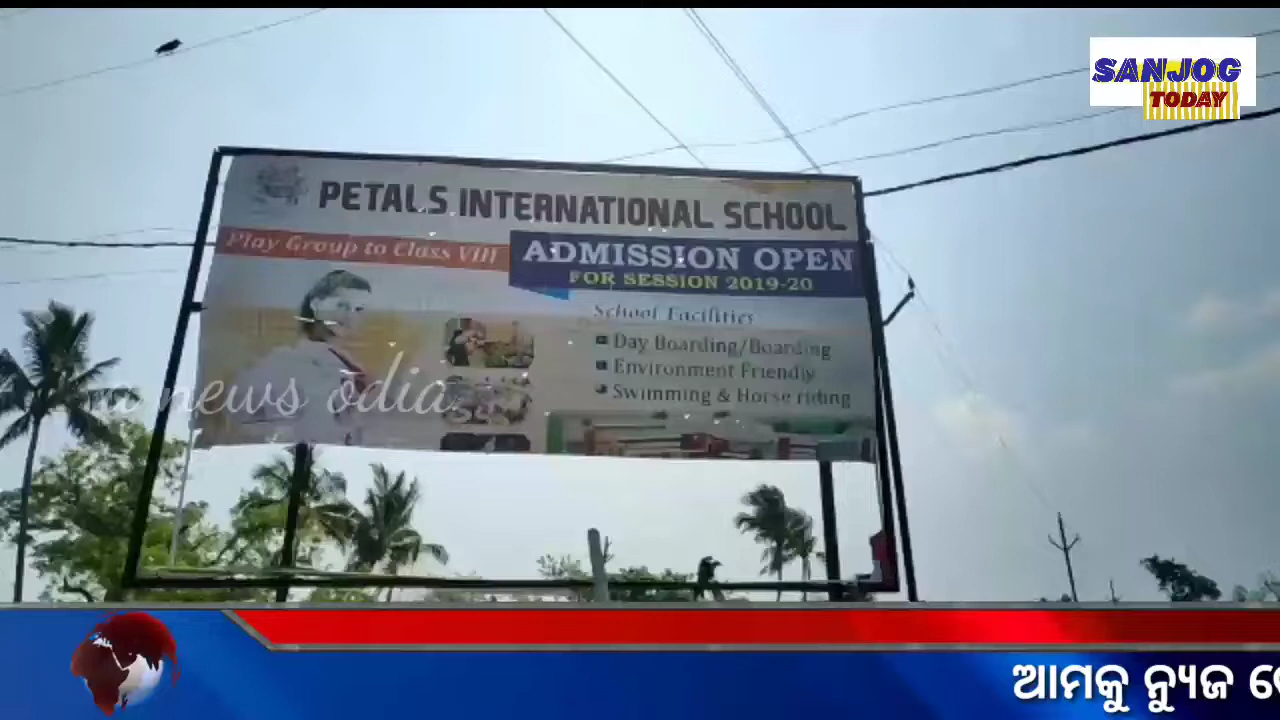 SANJOG
TODAY
PETALS INTERNATIONAL SCHOOL
Play Group to Class VIII
ADMISSION OPEN
FOR SESSION 2019-20
School Facilities
Day Boarding/Boarding
Environment Friendly
Swimming & Horse riding
news odia
ଆମକୁ ନ୍ୟୁଜ